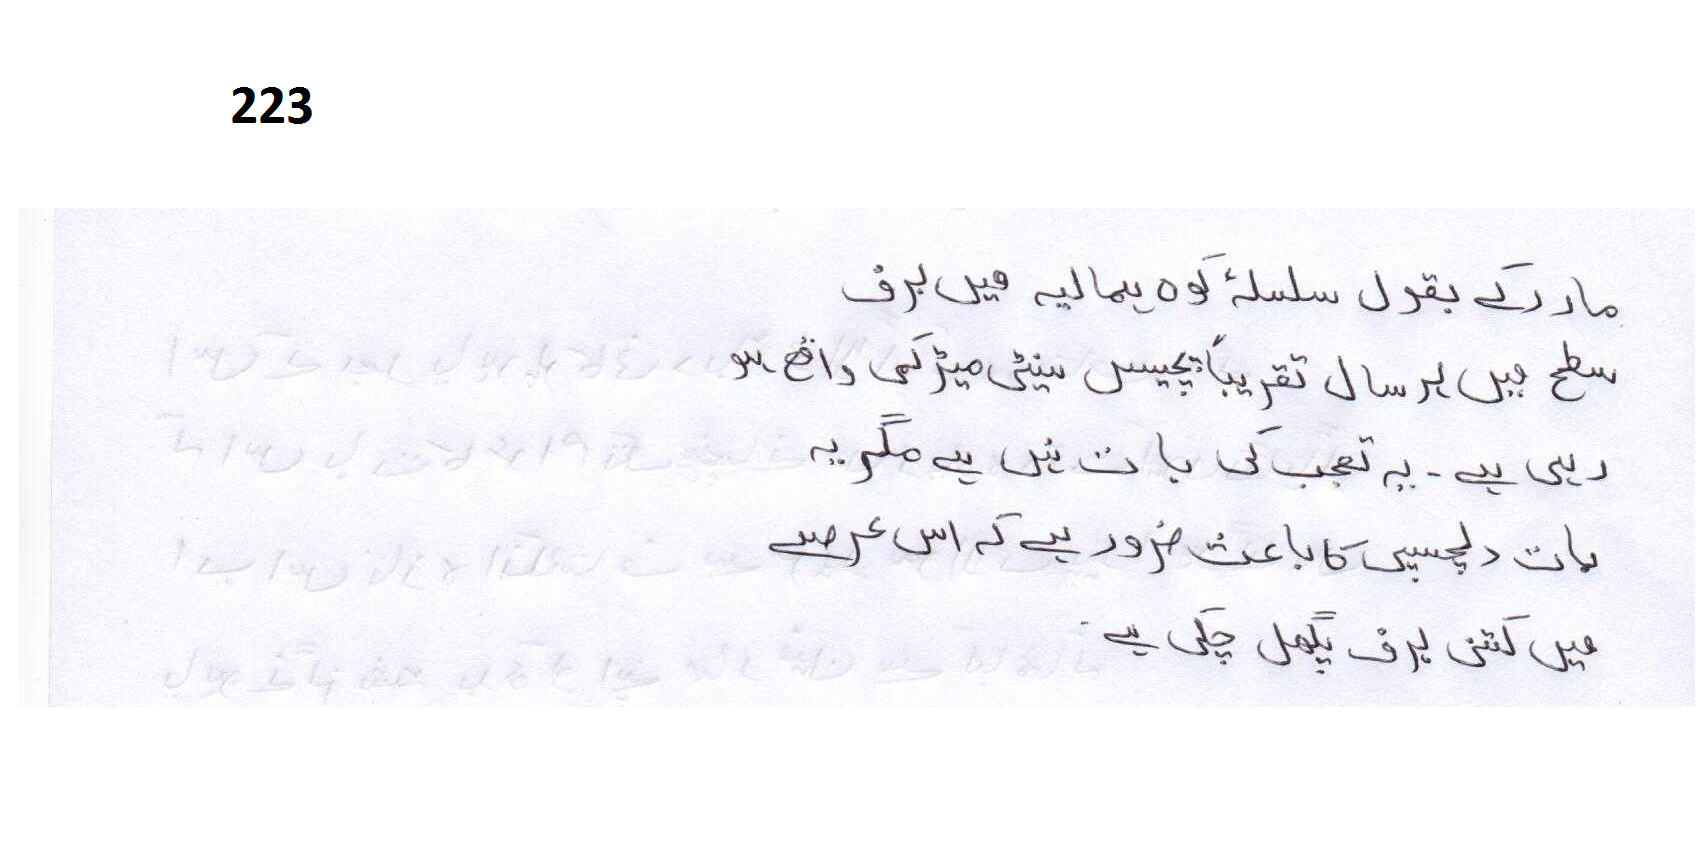 223
مادر کے بقول سلسلۂ کوہ ہمالیہ میں برف
سطح میں ہر سال تقریباً پچیس سینٹی میٹر کمی واقع ہو
رہی ہے ۔ یہ تعجب کی بات نہیں ہے مگر یہ
بات دلچسپی کا باعث ضرور ہے کہ اس عرصے
میں کتنی برف پگھل چکی ہے